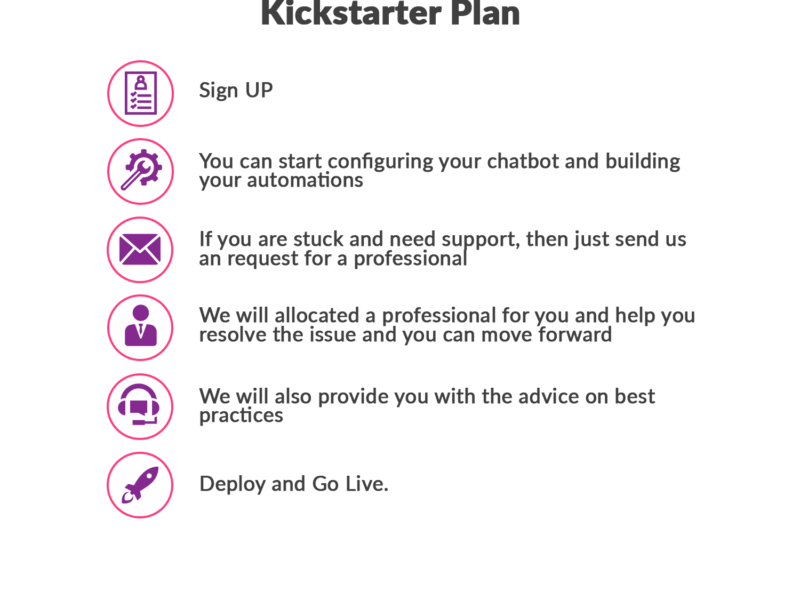 Kickstarter Plan
Sign UP
You can start configuring your chatbot and building
your automations
If you are stuck and need support, then just send us
an request for a professional
We will allocated a professional for you and help you
resolve the issue and you can move forward
We will also provide you with the advice on best
practices
Deploy and Go Live.